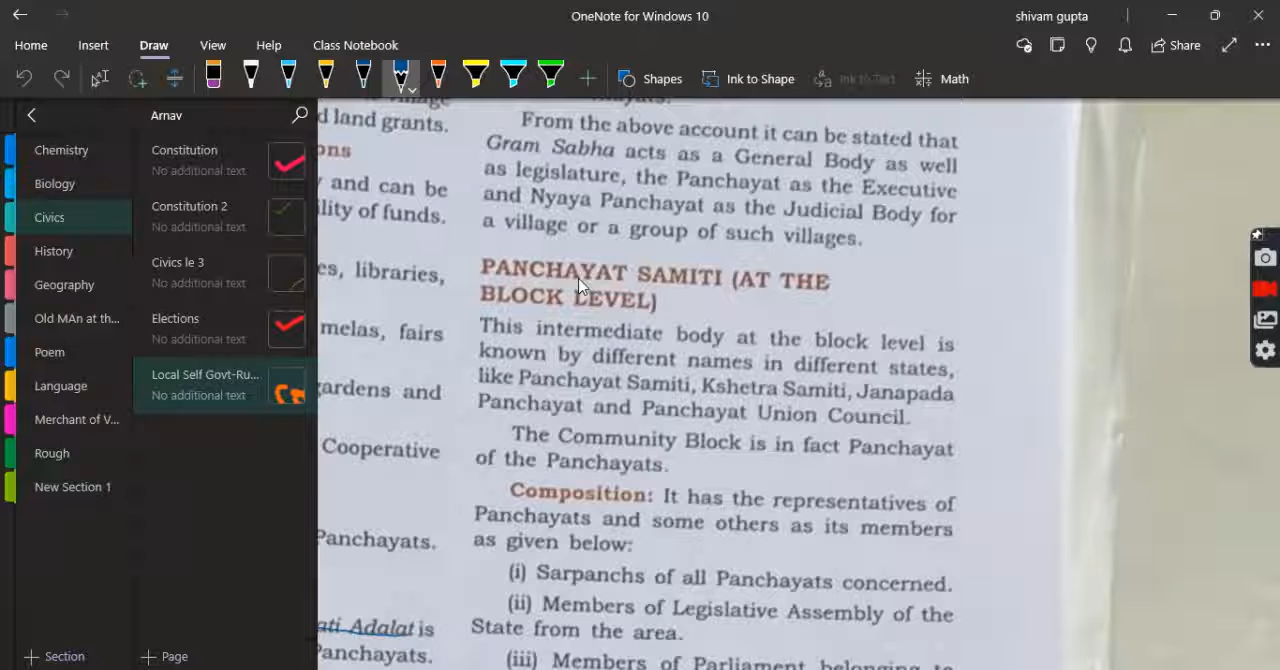 OneNote for Windows 10
shivam gupta
Home
Insert
Draw
View
Help
Class Notebook
Share
Shapes
Ink to Shape
Ink to Text
Math
Arnav
Chemistry
Biology
Civics
History
Geography
Old MAn at th...
Poem
Language
Merchant of V...
Rough
New Section 1
Section
Constitution
No additional text
Constitution 2
No additional text
Civics le 3
No additional text
Elections
No additional text
Local Self Govt-Ru...
No additional text
Page
village
d land grants.
ons
and can be
ility of funds.
es, libraries,
melas, fairs
gardens and
Cooperative
Panchayats.
ati Adalat is
Panchayats.
From the above account it can be stated that
Gram Sabha acts as a General Body as well
as legislature, the Panchayat as the Executive
and Nyaya Panchayat as the Judicial Body for
a village or a group of such villages.
PANCHAYAT SAMITI (AT THE
BLOCK LEVEL)
This intermediate body at the block level is
known by different names in different states,
like Panchayat Samiti, Kshetra Samiti, Janapada
Panchayat and Panchayat Union Council.
The Community Block is in fact Panchayat
of the Panchayats.
Composition: It has the representatives of
Panchayats and some others as its members
as given below:
(i) Sarpanchs of all Panchayats concerned.
(ii) Members of Legislative Assembly of the
State from the area.
(iii) Members of Parliament belonging to